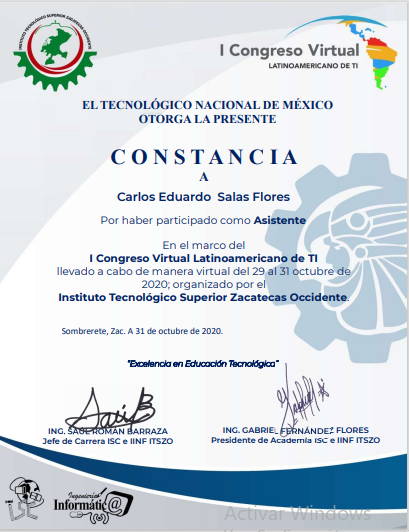 INSTITUTO TECNOLÓGICO SUPERIOR ZACATECAS OCCIDENTE
I Congreso Virtual
LATINOAMERICANO DE TI
EL TECNOLÓGICO NACIONAL DE MÉXICO
OTORGA LA PRESENTE
CONSTANCIA
A
Carlos Eduardo Salas Flores
Por haber participado como Asistente
En el marco del
I Congreso Virtual Latinoamericano de TI
llevado a cabo de manera virtual del 29 al 31 octubre de
2020; organizado por el
Instituto Tecnológico Superior Zacatecas Occidente.
Sombrerete, Zac. A 31 de octubre de 2020.
"Excelencia en Educación Tecnológica"
ING. SAUL ROMAN BARRAZA
Jefe de Carrera ISC e IINF ITSZO
ING. GABRIEL FERNÁNDEZ FLORES
Presidente de Academia ISC e IINF ITSZO
Ingeniería
Informátic@
Activar Windows